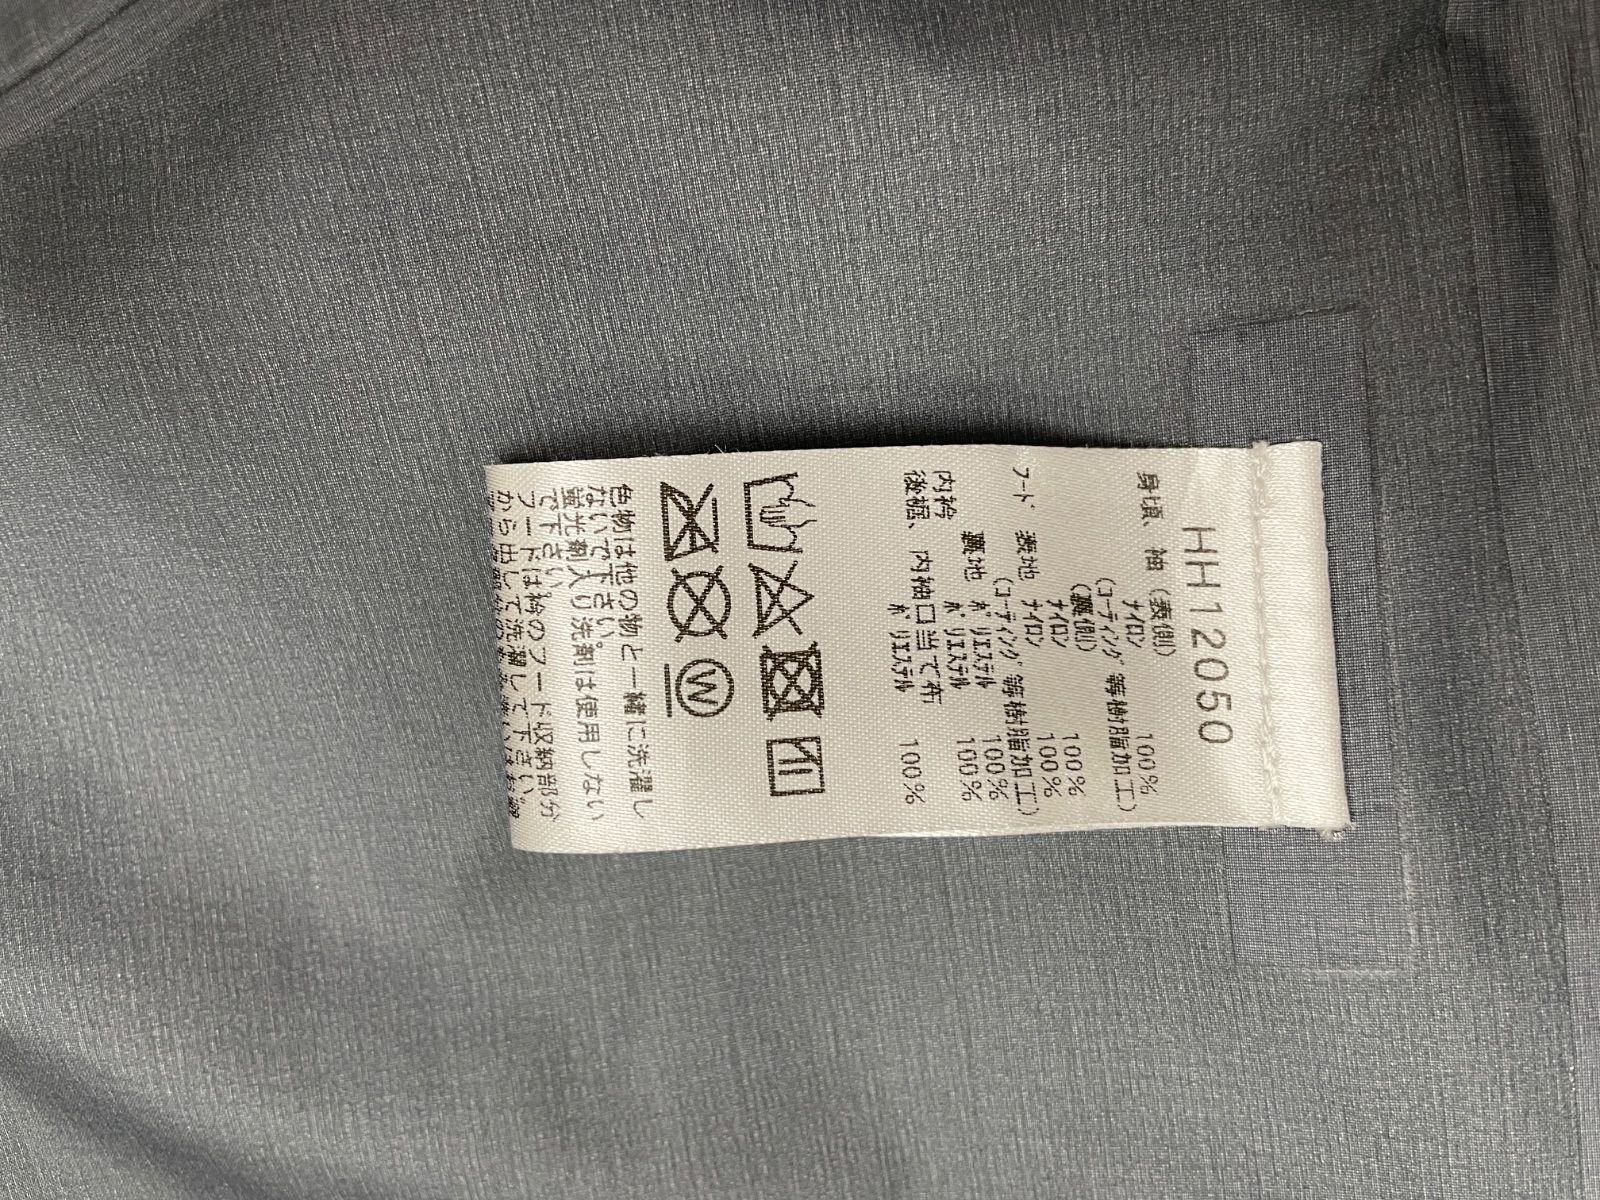 HH12050
身頃、袖(表側)
ナイロン 100%
(コーティング等樹脂加工)
(裏側)
ナイロン 100%
フード 表地 ナイロン 100%
(コーティング等樹脂加工)
裏地 ポリエステル 100%
内衿 ポリエステル 100%
後裾、内袖口当て布
ポリエステル 100%
W
色物は他の物と一緒に洗濯し
ないで下さい。
蛍光剤入り洗剤は使用しない
で下さい。
フードは衿のフード収納部分
から出して洗濯して下さい。